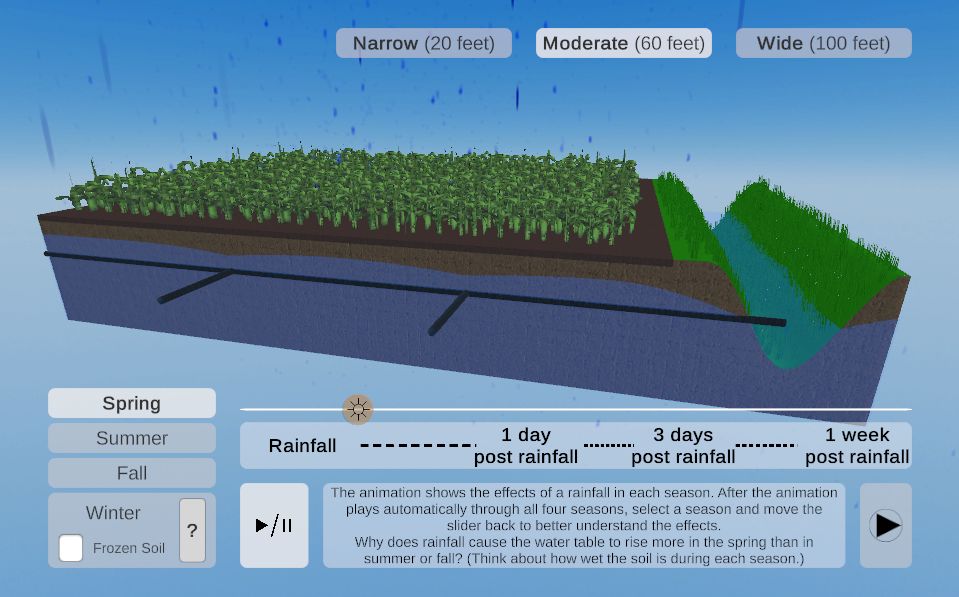 Narrow (20 feet)
Moderate (60 feet)
Wide (100 feet)
Spring
Summer
Fall
Winter
Frozen Soil
?
Rainfall
1 day
post rainfall
3 days
post rainfall
1 week
post rainfall
The animation shows the effects of a rainfall in each season. After the animation
plays automatically through all four seasons, select a season and move the
slider back to better understand the effects.
Why does rainfall cause the water table to rise more in the spring than in
summer or fall? (Think about how wet the soil is during each season.)